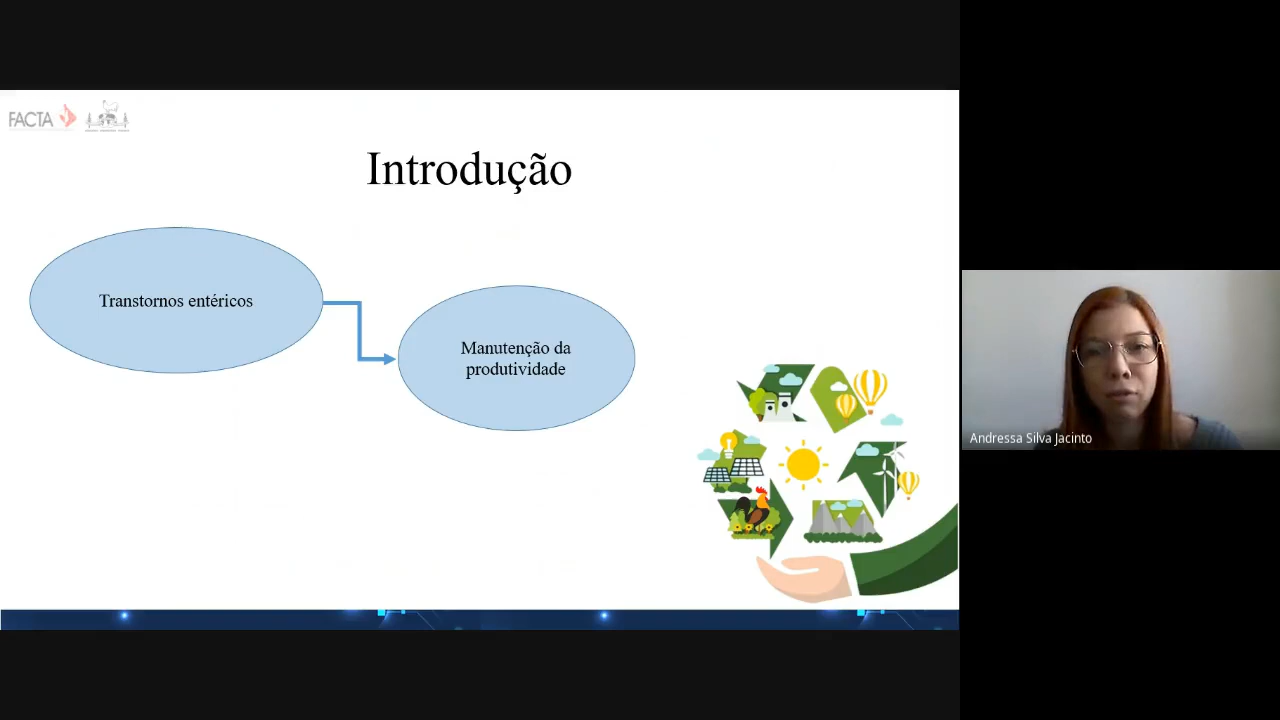 FACTA
Introdução
Transtornos entéricos
Manutenção da
produtividade
Andressa Silva Jacinto